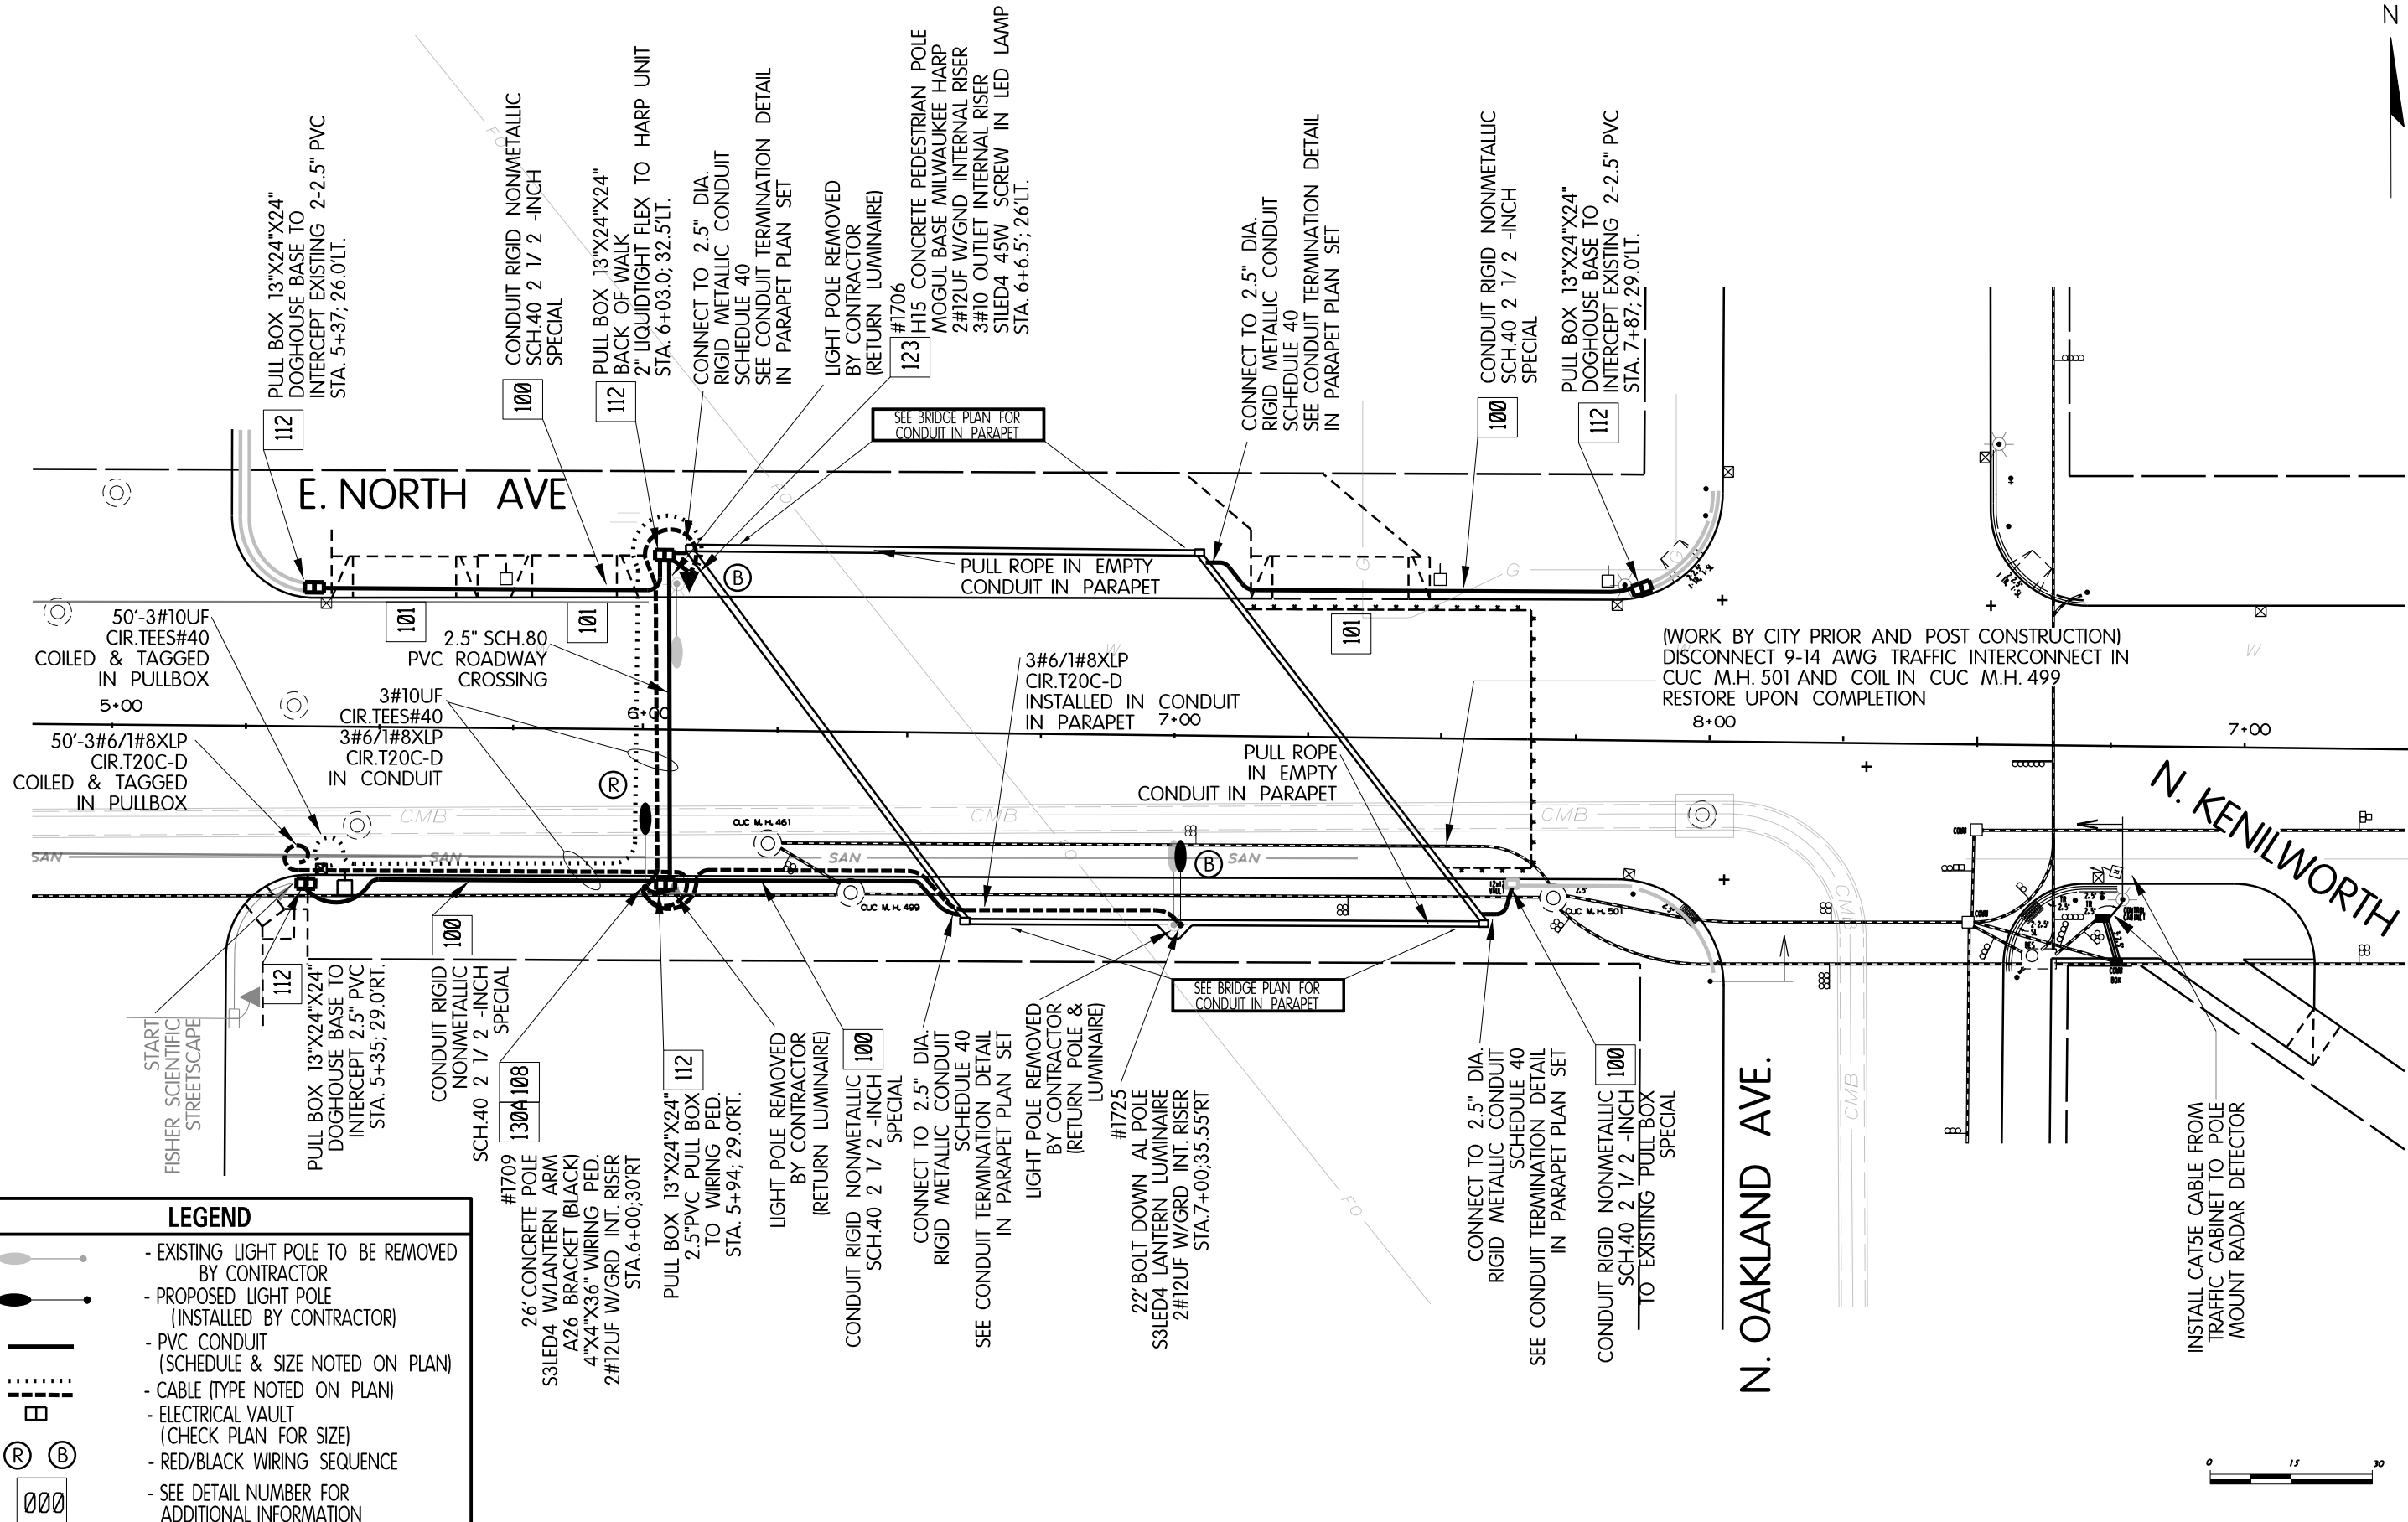 N
112
PULL BOX 13"X24"X24"
DOGHOUSE BASE TO
INTERCEPT EXISTING 2-2.5" PVC
STA. 5+37; 26.0'LT.
100
CONDUIT RIGID NONMETALLIC
SCH.40 2 1/ 2 -INCH
SPECIAL
112
PULL BOX 13"X24"X24"
BACK OF WALK
2" LIQUIDTIGHT FLEX TO HARP UNIT
STA. 6+03.0; 32.5'LT.
CONNECT TO 2.5" DIA.
RIGID METALLIC CONDUIT
SCHEDULE 40
SEE CONDUIT TERMINATION DETAIL
IN PARAPET PLAN SET
LIGHT POLE REMOVED
BY CONTRACTOR
(RETURN LUMINAIRE)
123
#1706
H15 CONCRETE PEDESTRIAN POLE
MOGUL BASE MILWAUKEE HARP
2#12UF W/GND INTERNAL RISER
3#10 OUTLET INTERNAL RISER
S1LED4 45W SCREW IN LED LAMP
STA. 6+6.5'; 26'LT.
CONNECT TO 2.5" DIA.
RIGID METALLIC CONDUIT
SCHEDULE 40
SEE CONDUIT TERMINATION DETAIL
IN PARAPET PLAN SET
100
CONDUIT RIGID NONMETALLIC
SCH.40 2 1/ 2 -INCH
SPECIAL
112
PULL BOX 13"X24"X24"
DOGHOUSE BASE TO
INTERCEPT EXISTING 2-2.5" PVC
STA. 7+87; 29.0'LT.
SEE BRIDGE PLAN FOR
CONDUIT IN PARAPET
FO
FO
E. NORTH AVE
B
PULL ROPE IN EMPTY
CONDUIT IN PARAPET
G
G
G
101
101
101
50'-3#10UF
CIR.TEES#40
COILED & TAGGED
IN PULLBOX
2.5" SCH.80
PVC ROADWAY
CROSSING
W
W
3#6/1#8XLP
CIR.T20C-D
INSTALLED IN CONDUIT
IN PARAPET
(WORK BY CITY PRIOR AND POST CONSTRUCTION)
DISCONNECT 9-14 AWG TRAFFIC INTERCONNECT IN
CUC M.H. 501 AND COIL IN CUC M.H. 499
RESTORE UPON COMPLETION
5+00
6+00
7+00
8+00
7+00
3#10UF
CIR.TEES#40
3#6/1#8XLP
CIR.T20C-D
IN CONDUIT
50'-3#6/1#8XLP
CIR.T20C-D
COILED & TAGGED
IN PULLBOX
R
PULL ROPE
IN EMPTY
CONDUIT IN PARAPET
N. KENILWORTH
CMB
CMB
CMB
CMB
CMB
CUC M.H. 461
SAN
SAN
SAN
SAN
B
FO
CUC M.H. 499
12x12
VAULT
2.5"
CUC M.H. 501
CONTROL
CABINET
START
FISHER SCIENTIFIC
STREETSCAPE
112
PULL BOX 13"X24"X24"
DOGHOUSE BASE TO
INTERCEPT 2.5" PVC
STA. 5+35; 29.0'RT.
100
CONDUIT RIGID
NONMETALLIC
SCH.40 2 1/ 2 -INCH
SPECIAL
130A 108
#1709
26' CONCRETE POLE
S3LED4 W/LANTERN ARM
A26 BRACKET (BLACK)
4"X4"X36" WIRING PED.
2#12UF W/GRD INT. RISER
STA.6+00;30'RT
112
PULL BOX 13"X24"X24"
2.5"PVC PULL BOX
TO WIRING PED.
STA. 5+94; 29.0'RT.
LIGHT POLE REMOVED
BY CONTRACTOR
(RETURN LUMINAIRE)
100
CONDUIT RIGID NONMETALLIC
SCH.40 2 1/ 2 -INCH
SPECIAL
CONNECT TO 2.5" DIA.
RIGID METALLIC CONDUIT
SCHEDULE 40
SEE CONDUIT TERMINATION DETAIL
IN PARAPET PLAN SET
LIGHT POLE REMOVED
BY CONTRACTOR
(RETURN POLE &
LUMINAIRE)
#1725
22' BOLT DOWN AL POLE
S3LED4 LANTERN LUMINAIRE
2#12UF W/GRD INT. RISER
STA.7+00;35.55'RT
SEE BRIDGE PLAN FOR
CONDUIT IN PARAPET
FO
CONNECT TO 2.5" DIA.
RIGID METALLIC CONDUIT
SCHEDULE 40
SEE CONDUIT TERMINATION DETAIL
IN PARAPET PLAN SET
100
CONDUIT RIGID NONMETALLIC
SCH.40 2 1/ 2 -INCH
TO EXISTING PULL BOX
SPECIAL
N. OAKLAND AVE.
INSTALL CAT5E CABLE FROM
TRAFFIC CABINET TO POLE
MOUNT RADAR DETECTOR
LEGEND
- EXISTING LIGHT POLE TO BE REMOVED
BY CONTRACTOR
- PROPOSED LIGHT POLE
(INSTALLED BY CONTRACTOR)
- PVC CONDUIT
(SCHEDULE & SIZE NOTED ON PLAN)
- CABLE (TYPE NOTED ON PLAN)
- ELECTRICAL VAULT
(CHECK PLAN FOR SIZE)
R B
- RED/BLACK WIRING SEQUENCE
000
- SEE DETAIL NUMBER FOR
ADDITIONAL INFORMATION
0 15 30